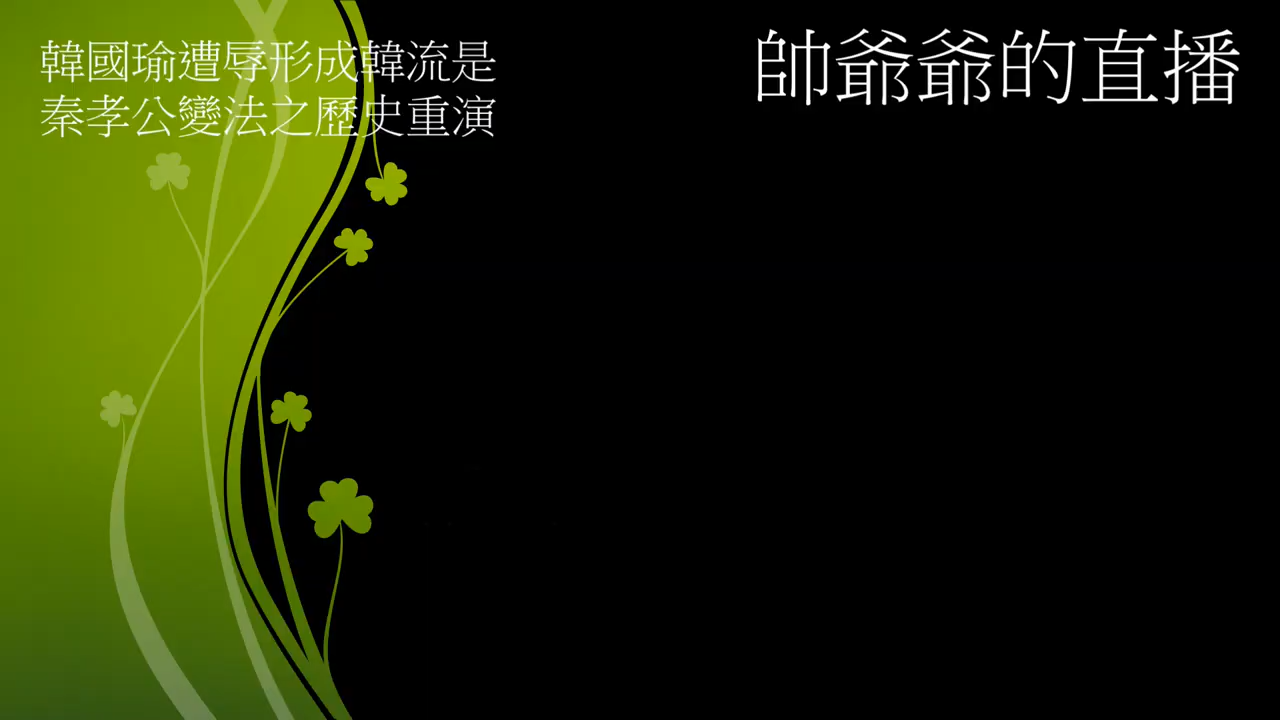 韓國瑜遭辱形成韓流是
秦孝公變法之歷史重演
帥爺爺的直播